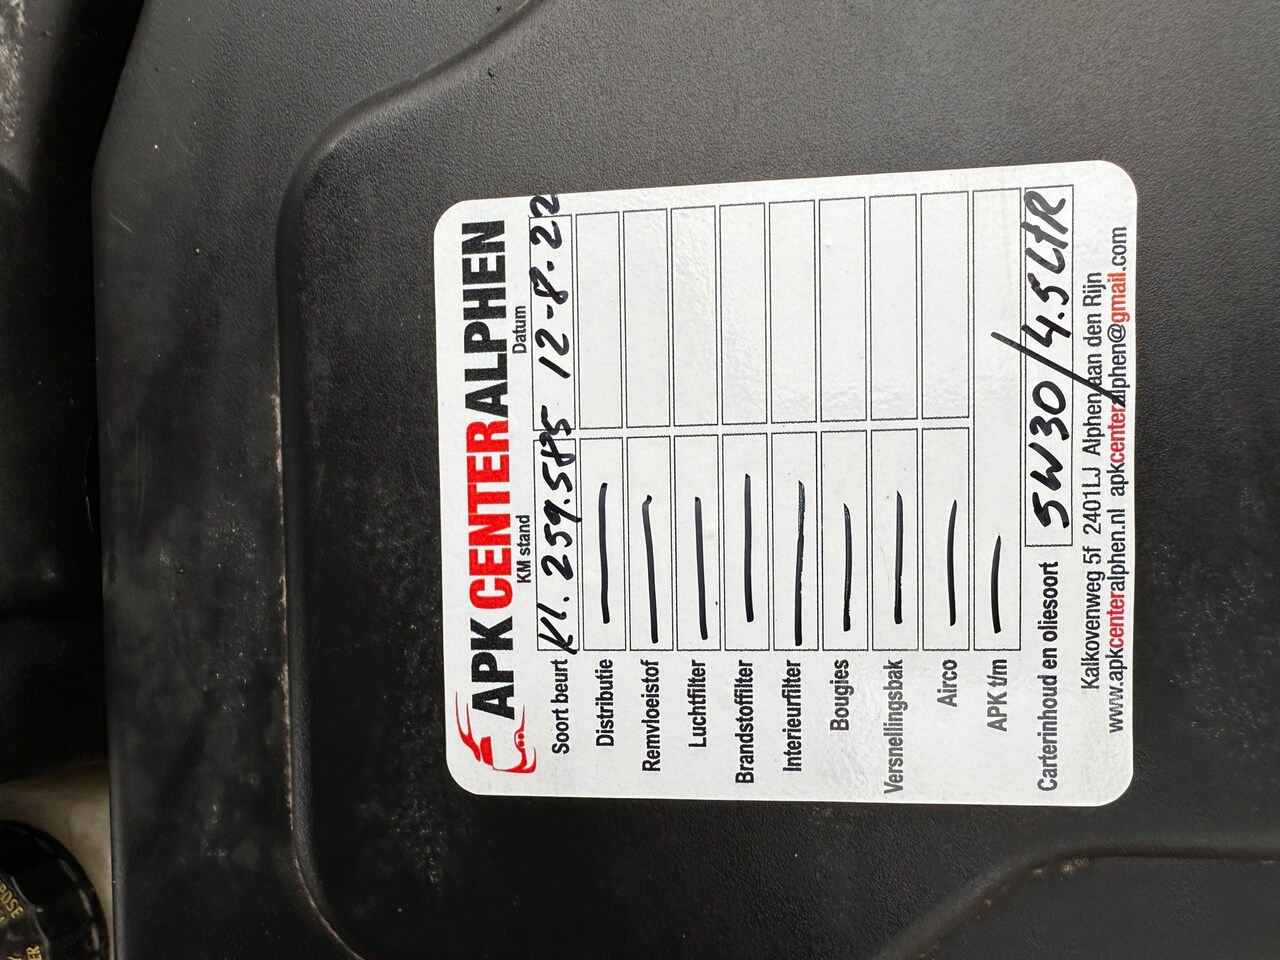 APK CENTERALPHEN
KM stand Datum
Soort beurt Kl. 259.585 12-8-22
Distributie —
Remvloeistof —
Luchtfilter —
Brandstoffilter —
Interieurfilter —
Bougies —
Versnellingsbak —
Airco —
APK t/m —
Carterinhoud en oliesoort 5W30/4.5LtR
Kalkovenweg 5f 2401LJ Alphen aan den Rijn
www.apkcenteralphen.nl apkcenteralphen@gmail.com